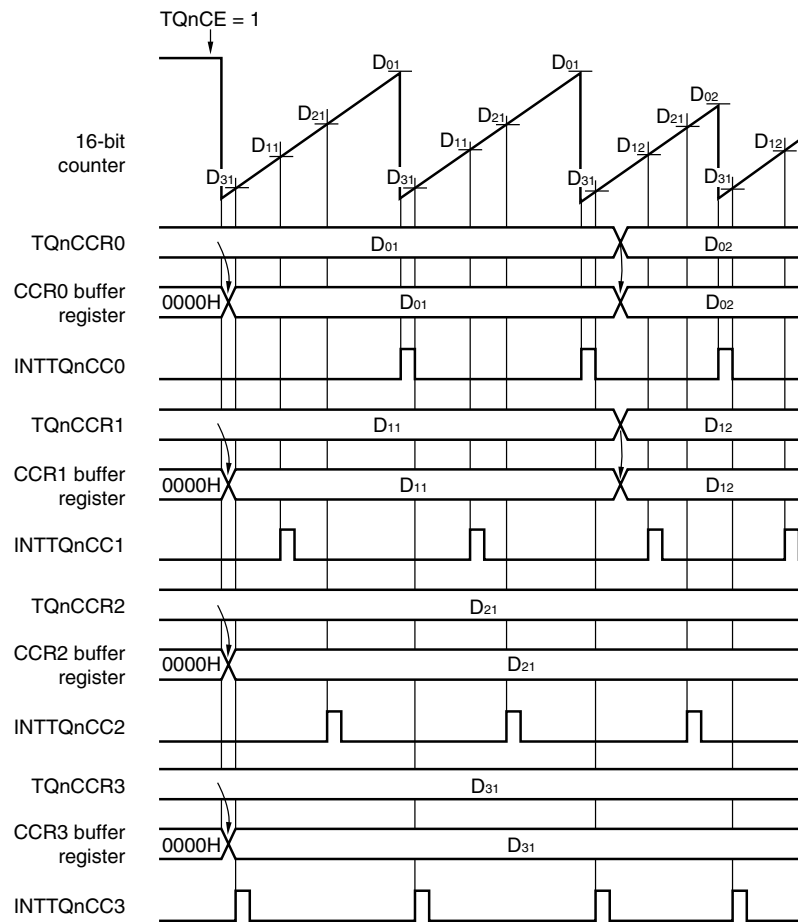 TQnCE = 1
D01 D01
D02
D21 D21 D21
D11 D11 D12 D12
16-bit
counter
D31 D31 D31 D31
TQnCCR0 D01 D02
CCR0 buffer
register
0000H D01 D02
INTTQnCC0
TQnCCR1 D11 D12
CCR1 buffer
register
0000H D11 D12
INTTQnCC1
TQnCCR2 D21
CCR2 buffer
register
0000H D21
INTTQnCC2
TQnCCR3 D31
CCR3 buffer
register
0000H D31
INTTQnCC3